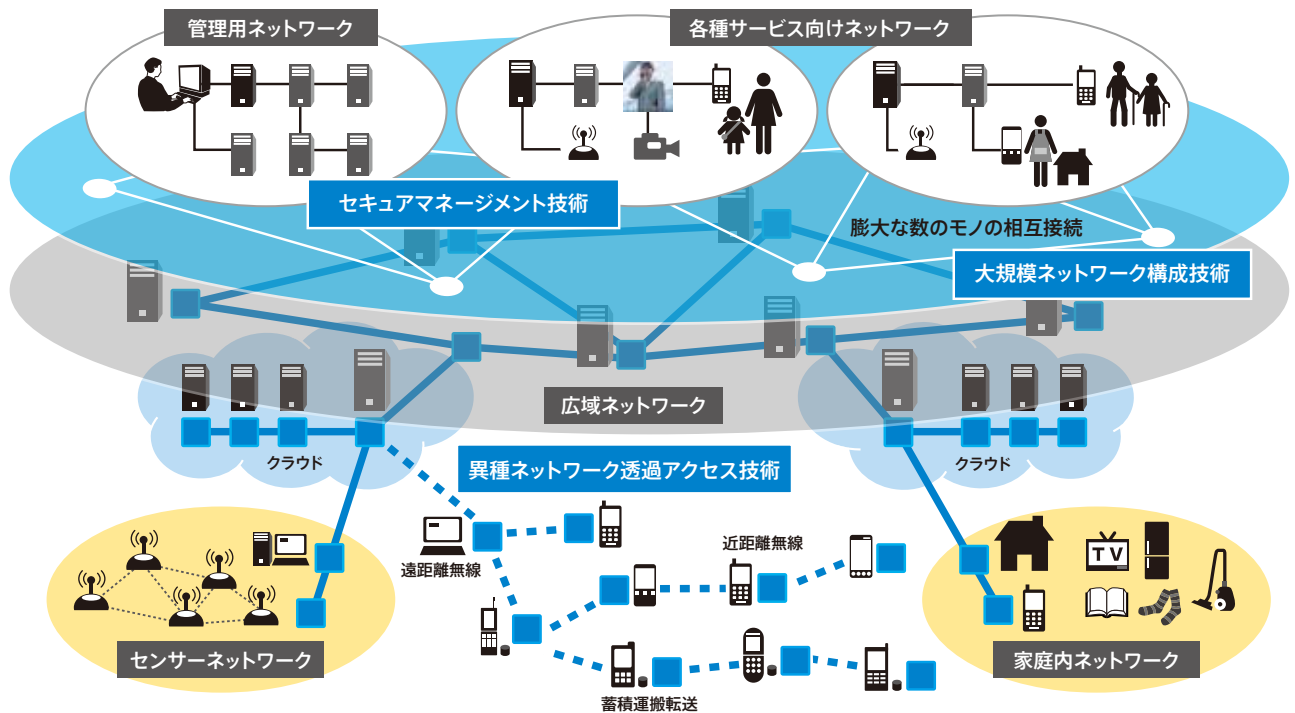 管理用ネットワーク
各種サービス向けネットワーク
セキュアマネージメント技術
膨大な数のモノの相互接続
大規模ネットワーク構成技術
広域ネットワーク
クラウド
異種ネットワーク透過アクセス技術
クラウド
遠距離無線
近距離無線
TV
センサーネットワーク
家庭内ネットワーク
蓄積運搬転送